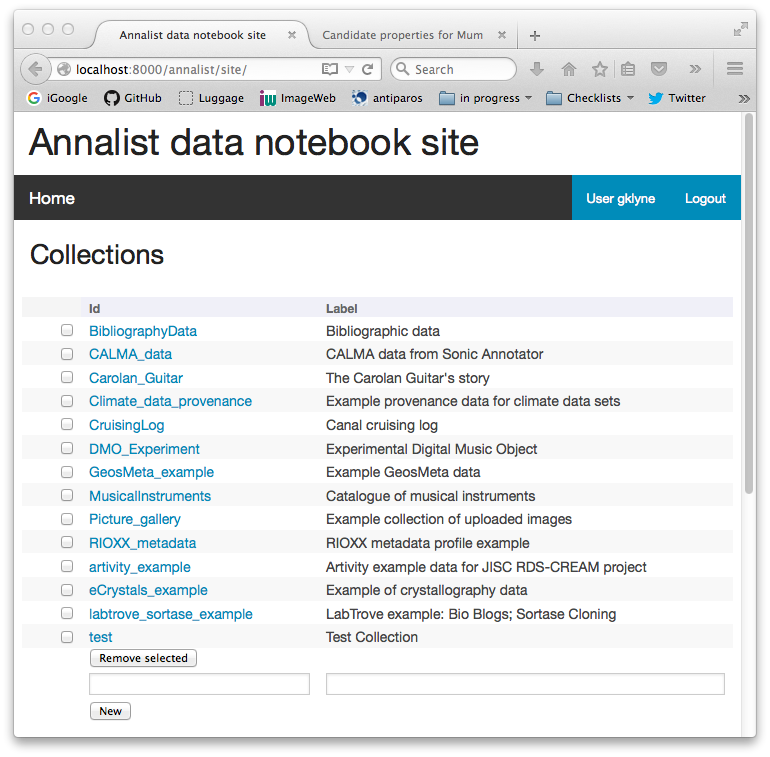 Annalist data notebook site
Candidate properties for Mum
localhost:8000/annalist/site/
Search
iGoogle GitHub Luggage ImageWeb antiparos in progress Checklists Twitter
Annalist data notebook site
Home User gklyne Logout
Collections
Id Label
BibliographyData Bibliographic data
CALMA_data CALMA data from Sonic Annotator
Carolan_Guitar The Carolan Guitar's story
Climate_data_provenance Example provenance data for climate data sets
CruisingLog Canal cruising log
DMO_Experiment Experimental Digital Music Object
GeosMeta_example Example GeosMeta data
MusicalInstruments Catalogue of musical instruments
Picture_gallery Example collection of uploaded images
RIOXX_metadata RIOXX metadata profile example
artivity_example Artivity example data for JISC RDS-CREAM project
eCrystals_example Example of crystallography data
labtrove_sortase_example LabTrove example: Bio Blogs; Sortase Cloning
test Test Collection
Remove selected
New